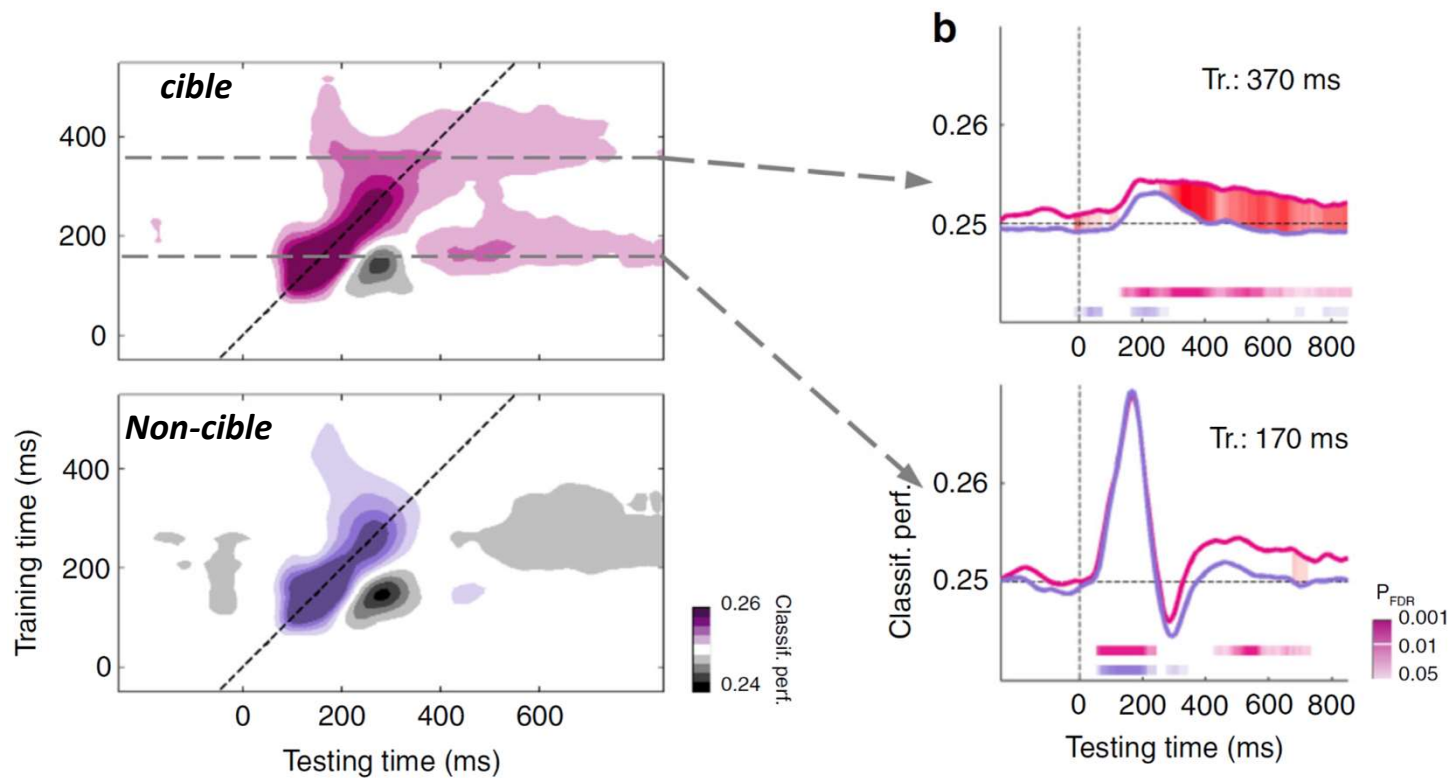 cible
400
200
0
Training time (ms)
Non-cible
400
200
0
0 200 400 600
Testing time (ms)
0.26
0.24
Classif. perf.
b
Tr.: 370 ms
0.26
0.25
0 200 400 600 800
Tr.: 170 ms
0.26
0.25
Classif. perf.
0 200 400 600 800
Testing time (ms)
PFDR
0.001
0.01
0.05